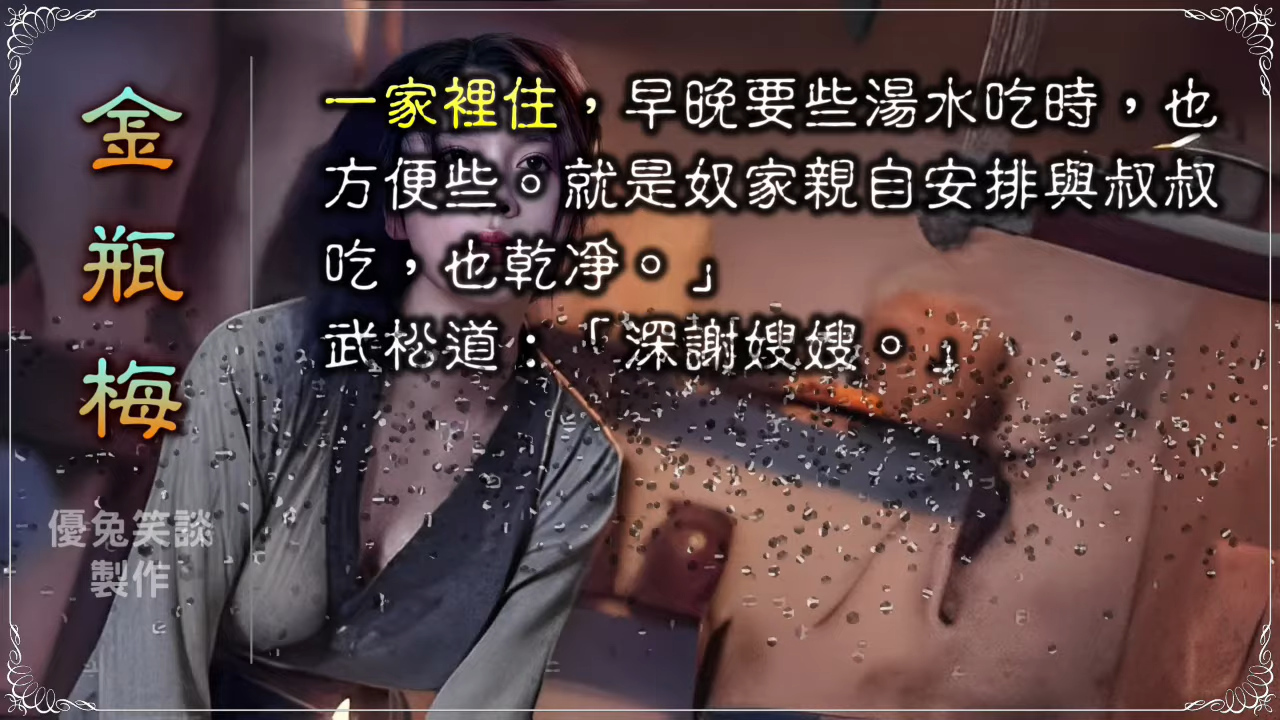 金瓶梅
優兔笑談
製作
一家裡住，早晚要些湯水吃時，也
方便些。就是奴家親自安排與叔叔
吃，也乾淨。」
武松道：「深謝嫂嫂。」